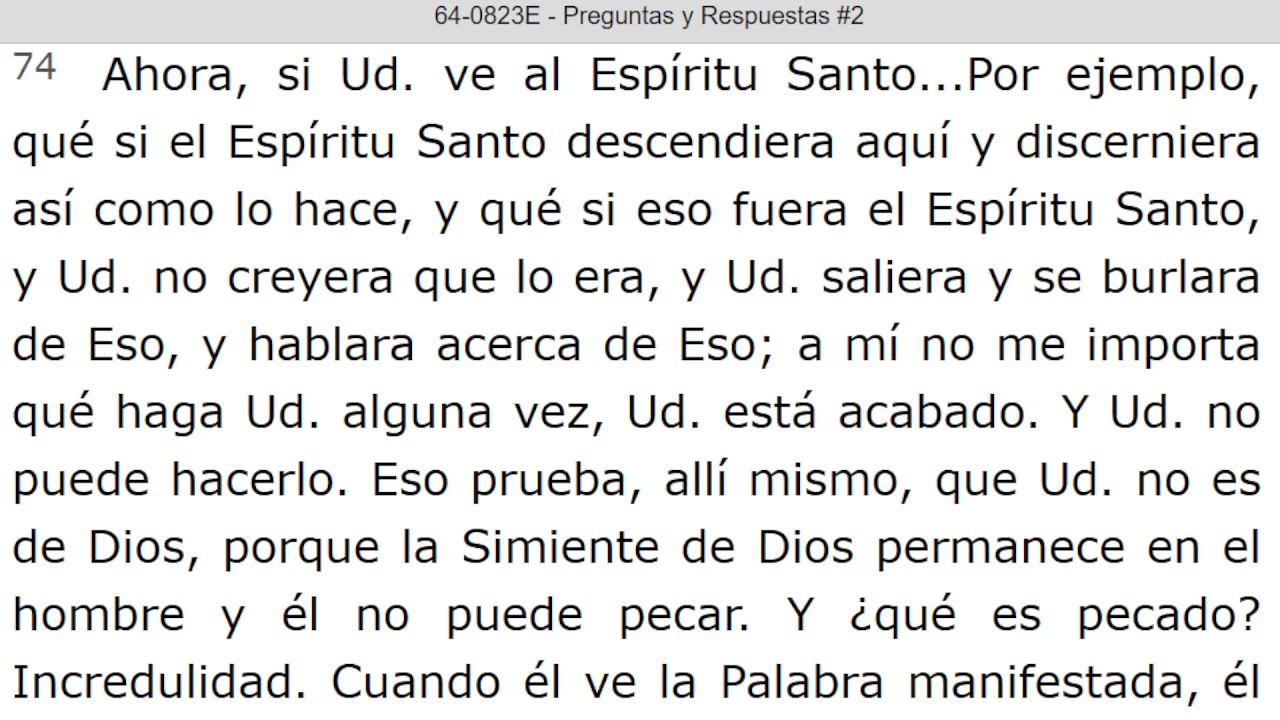 64-0823E - Preguntas y Respuestas #2
74 Ahora, si Ud. ve al Espíritu Santo...Por ejemplo,
qué si el Espíritu Santo descendiera aquí y discerniera
así como lo hace, y qué si eso fuera el Espíritu Santo,
y Ud. no creyera que lo era, y Ud. saliera y se burlara
de Eso, y hablara acerca de Eso; a mí no me importa
qué haga Ud. alguna vez, Ud. está acabado. Y Ud. no
puede hacerlo. Eso prueba, allí mismo, que Ud. no es
de Dios, porque la Simiente de Dios permanece en el
hombre y él no puede pecar. Y ¿qué es pecado?
Incredulidad. Cuando él ve la Palabra manifestada, él